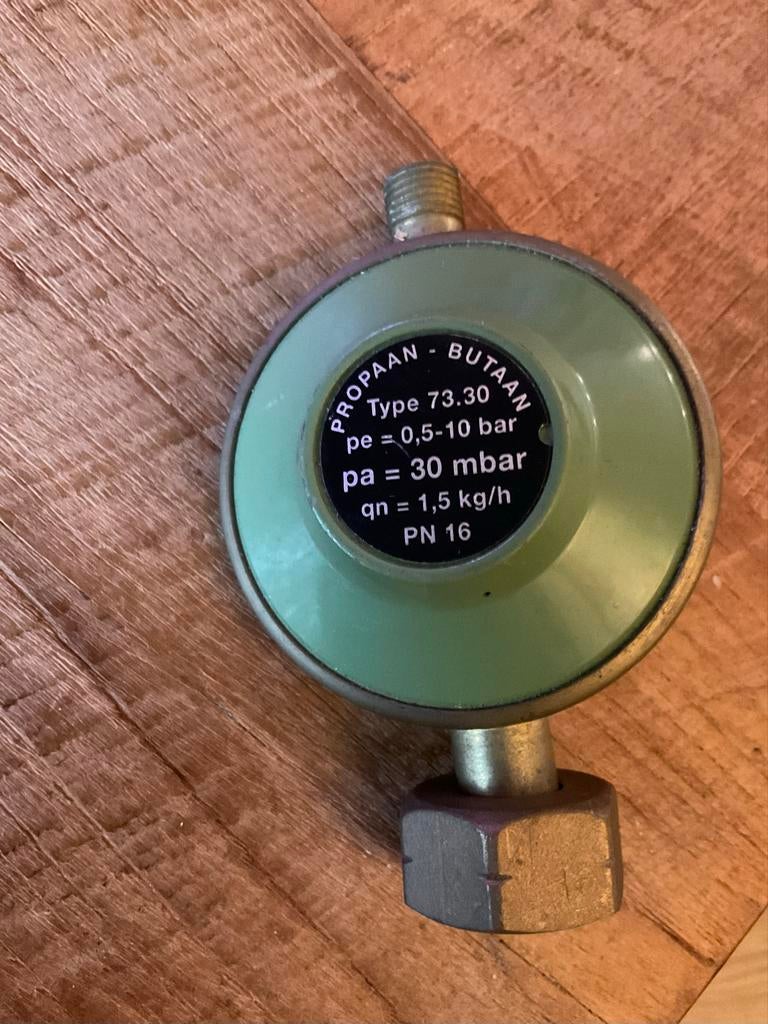 PROPAAN - BUTAAN
Type 73.30
pe = 0,5-10 bar
pa = 30 mbar
qn = 1,5 kg/h
PN 16